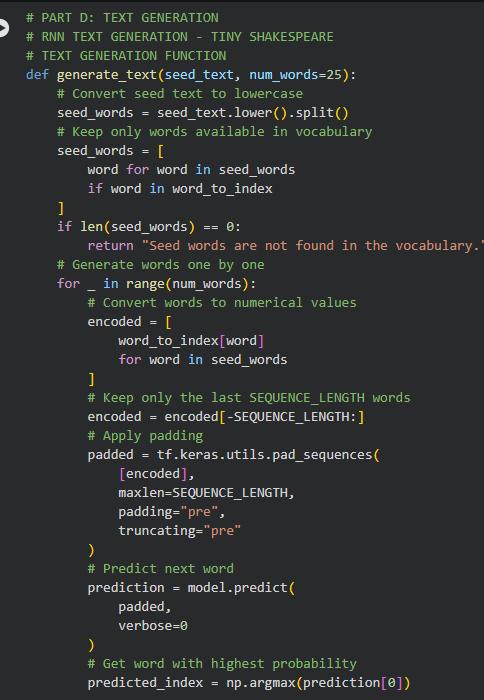 # PART D: TEXT GENERATION
# RNN TEXT GENERATION - TINY SHAKESPEARE
# TEXT GENERATION FUNCTION
def generate_text(seed_text, num_words=25):
    # Convert seed text to lowercase
    seed_words = seed_text.lower().split()
    # Keep only words available in vocabulary
    seed_words = [
        word for word in seed_words
        if word in word_to_index
    ]
    if len(seed_words) == 0:
        return "Seed words are not found in the vocabulary."
    # Generate words one by one
    for _ in range(num_words):
        # Convert words to numerical values
        encoded = [
            word_to_index[word]
            for word in seed_words
        ]
        # Keep only the last SEQUENCE_LENGTH words
        encoded = encoded[-SEQUENCE_LENGTH:]
        # Apply padding
        padded = tf.keras.utils.pad_sequences(
            [encoded],
            maxlen=SEQUENCE_LENGTH,
            padding="pre",
            truncating="pre"
        )
        # Predict next word
        prediction = model.predict(
            padded,
            verbose=0
        )
        # Get word with highest probability
        predicted_index = np.argmax(prediction[0])